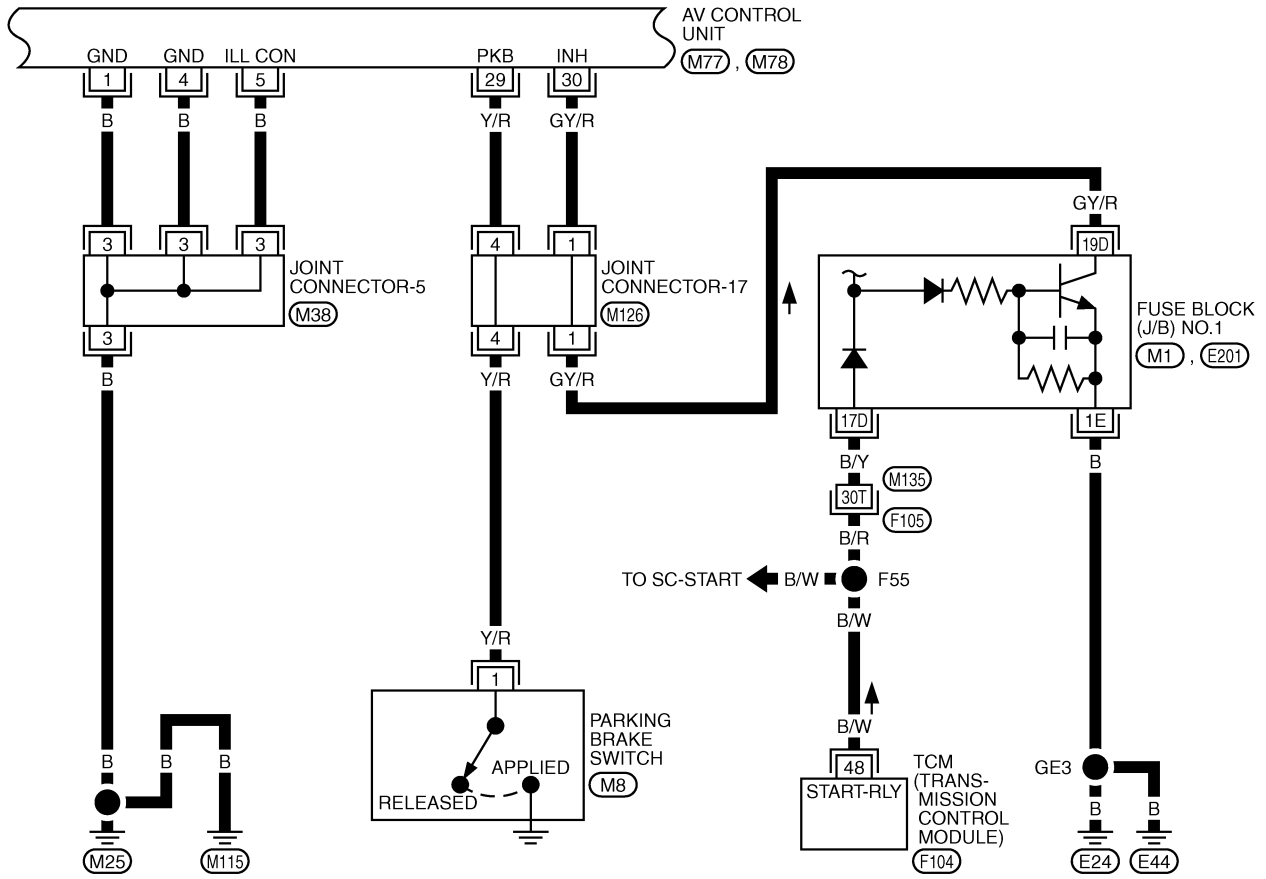 AV CONTROL
UNIT
M77 , M78
GND GND ILL CON PKB INH
1 4 5 29 30
B B B Y/R GY/R
GY/R
3 3 3 4 1 19D
JOINT
CONNECTOR-5
M38
JOINT
CONNECTOR-17
M126
FUSE BLOCK
(J/B) NO.1
M1 , E201
3 4 1
B Y/R GY/R
17D 1E
B/Y B
M135
30T
F105
B/R
TO SC-START B/W F55
B/W
Y/R
1
PARKING
BRAKE
SWITCH
M8
APPLIED
RELEASED
B/W
48
START-RLY
TCM
(TRANS-
MISSION
CONTROL
MODULE)
F104
GE3
B B B
B B
M25 M115 E24 E44